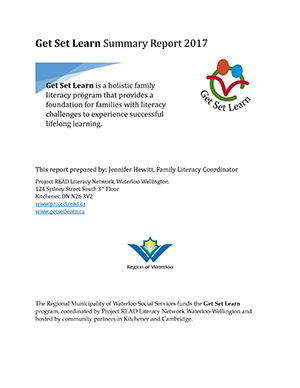 Get Set Learn Summary Report 2017
Get Set Learn is a holistic family
literacy program that provides a
foundation for families with literacy
challenges to experience successful
lifelong learning.
Get Set Learn
This report prepared by: Jennifer Hewitt, Family Literacy Coordinator
Project READ Literacy Network, Waterloo-Wellington
124 Sydney Street South 3rd Floor
Kitchener, ON N26 3V2
www.projectread.ca
www.getsetlearn.ca
Region of Waterloo
The Regional Municipality of Waterloo Social Services funds the Get Set Learn
program, coordinated by Project READ Literacy Network Waterloo-Wellington and
hosted by community partners in Kitchener and Cambridge.